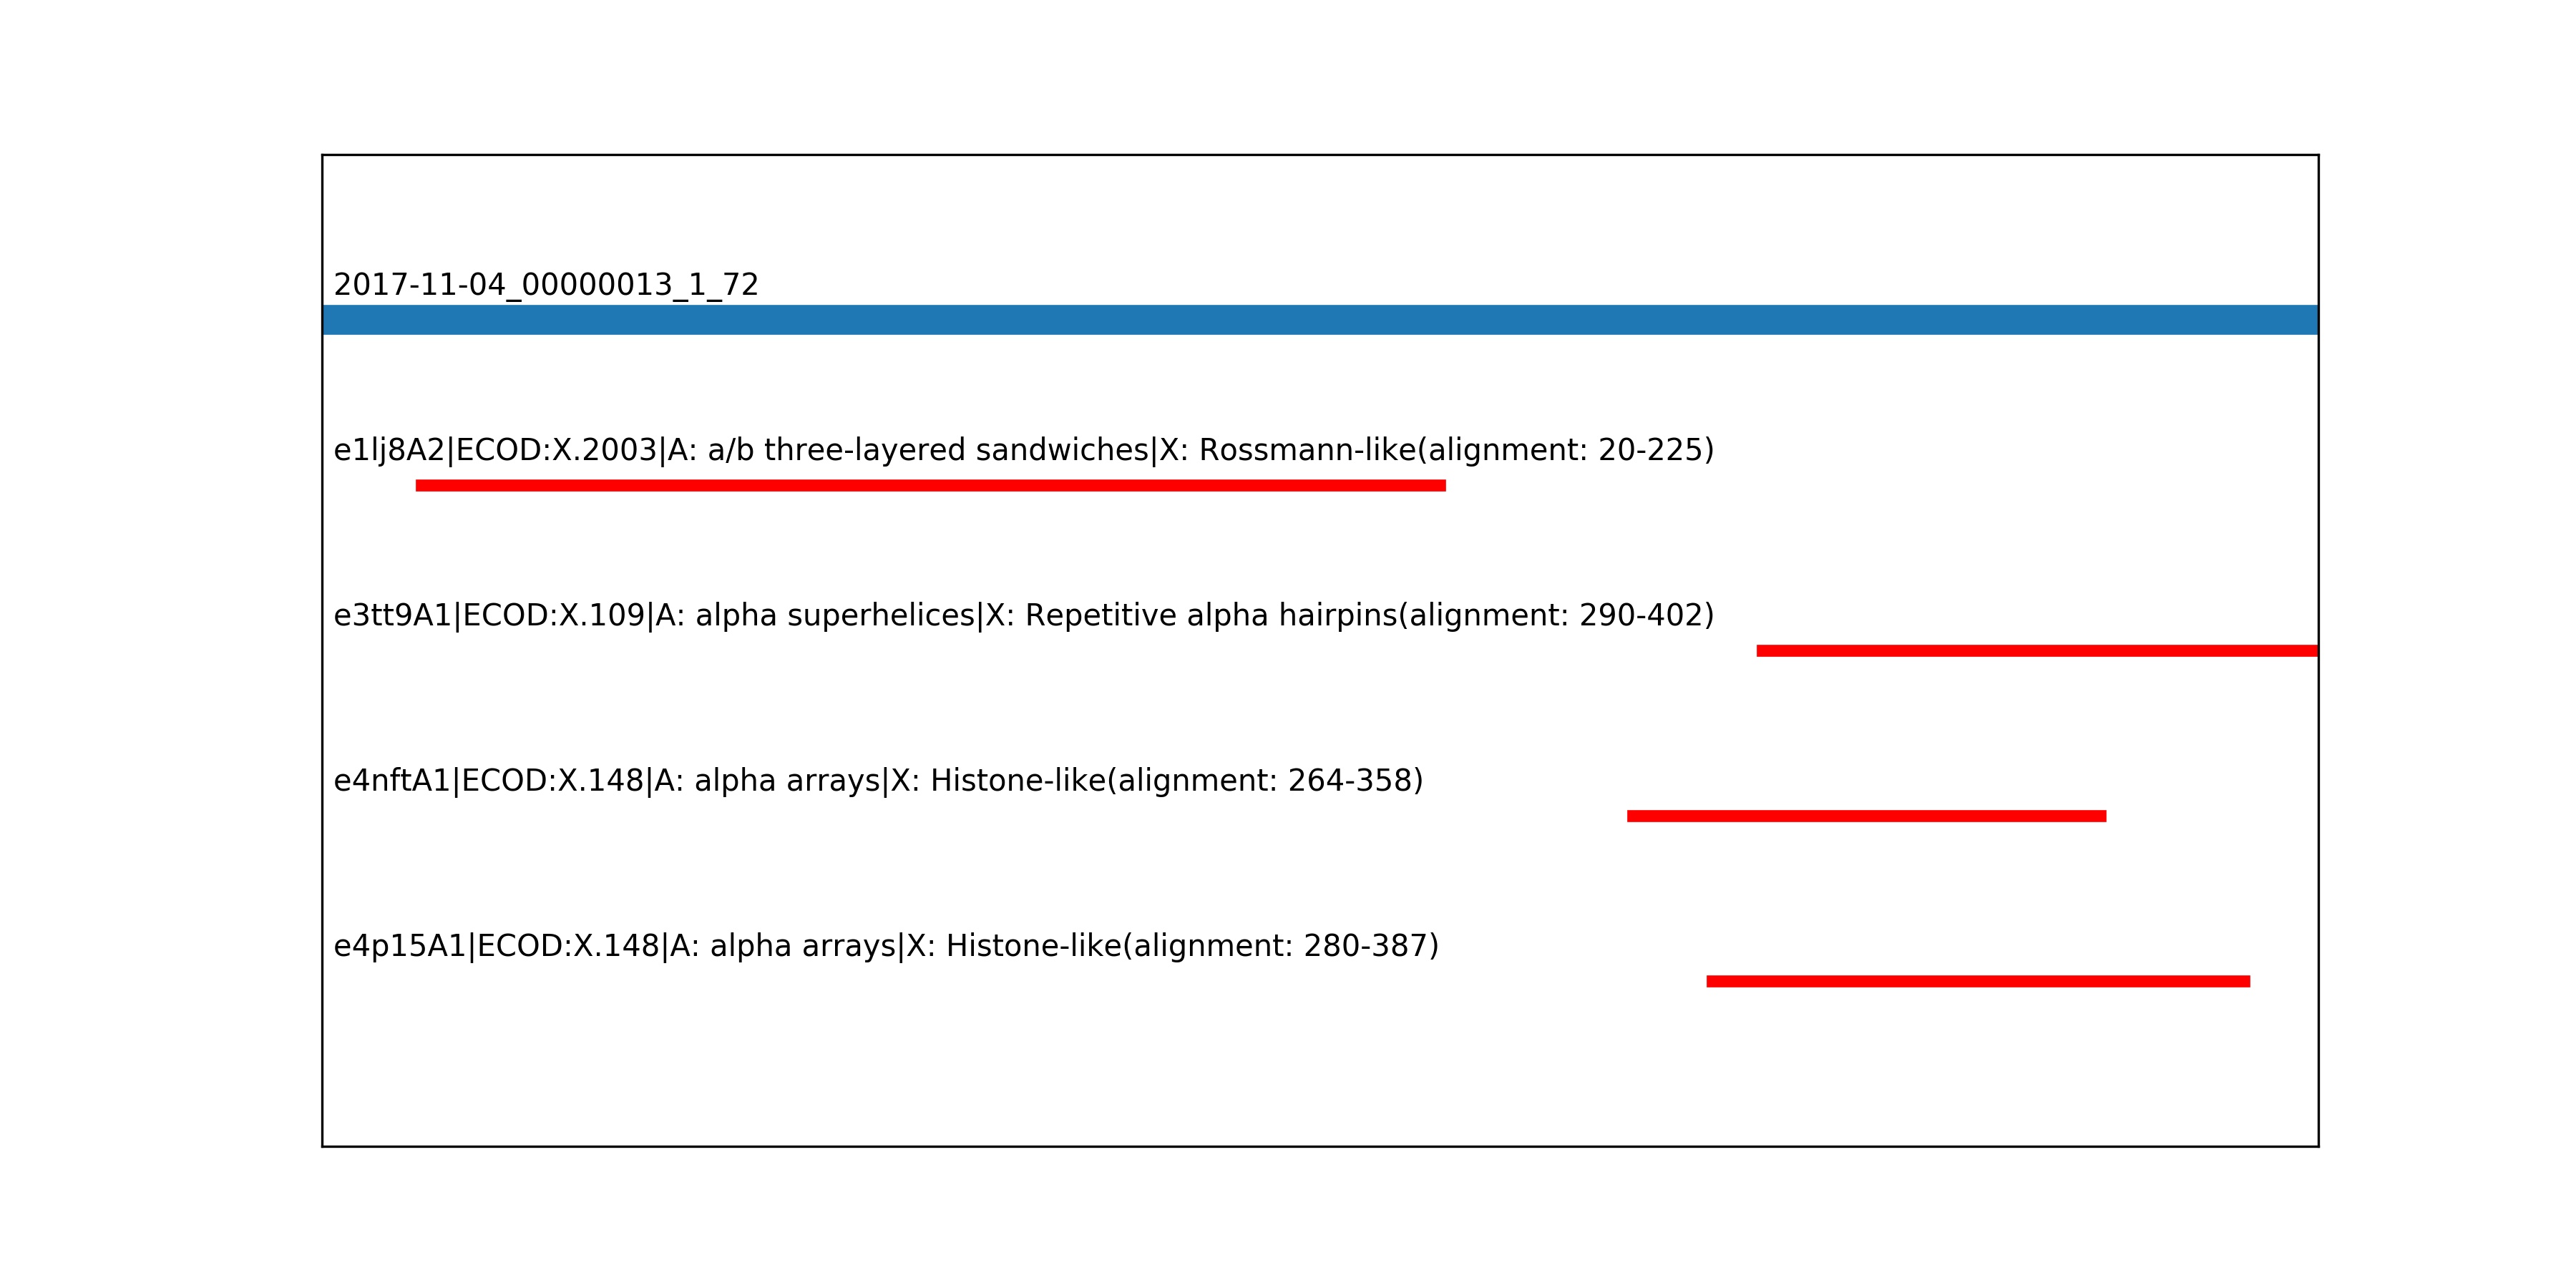 2017-11-04_00000013_1_72
e1lj8A2|ECOD:X.2003|A: a/b three-layered sandwiches|X: Rossmann-like(alignment: 20-225)
e3tt9A1|ECOD:X.109|A: alpha superhelices|X: Repetitive alpha hairpins(alignment: 290-402)
e4nftA1|ECOD:X.148|A: alpha arrays|X: Histone-like(alignment: 264-358)
e4p15A1|ECOD:X.148|A: alpha arrays|X: Histone-like(alignment: 280-387)